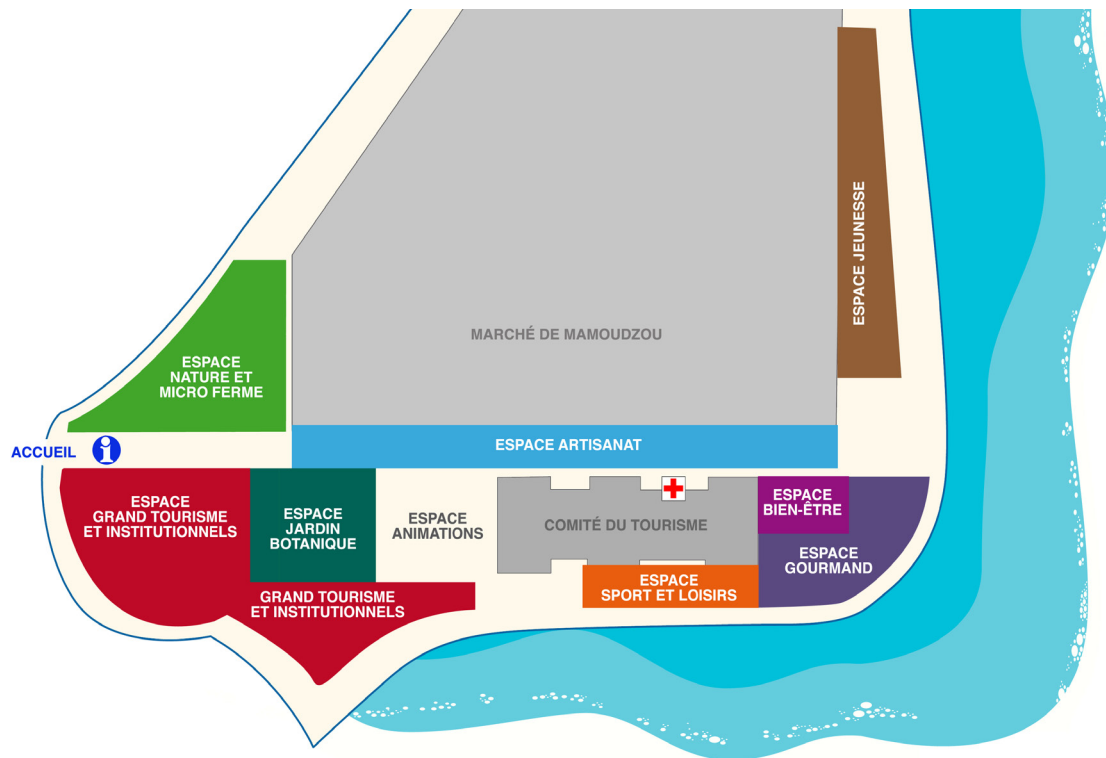 ESPACE JEUNESSE
MARCHÉ DE MAMOUDZOU
ESPACE
NATURE ET
MICRO FERME
ACCUEIL i
ESPACE ARTISANAT
ESPACE
GRAND TOURISME
ET INSTITUTIONNELS
ESPACE
JARDIN
BOTANIQUE
ESPACE
ANIMATIONS
COMITÉ DU TOURISME
ESPACE
BIEN-ÊTRE
ESPACE
GOURMAND
ESPACE
SPORT ET LOISIRS
GRAND TOURISME
ET INSTITUTIONNELS